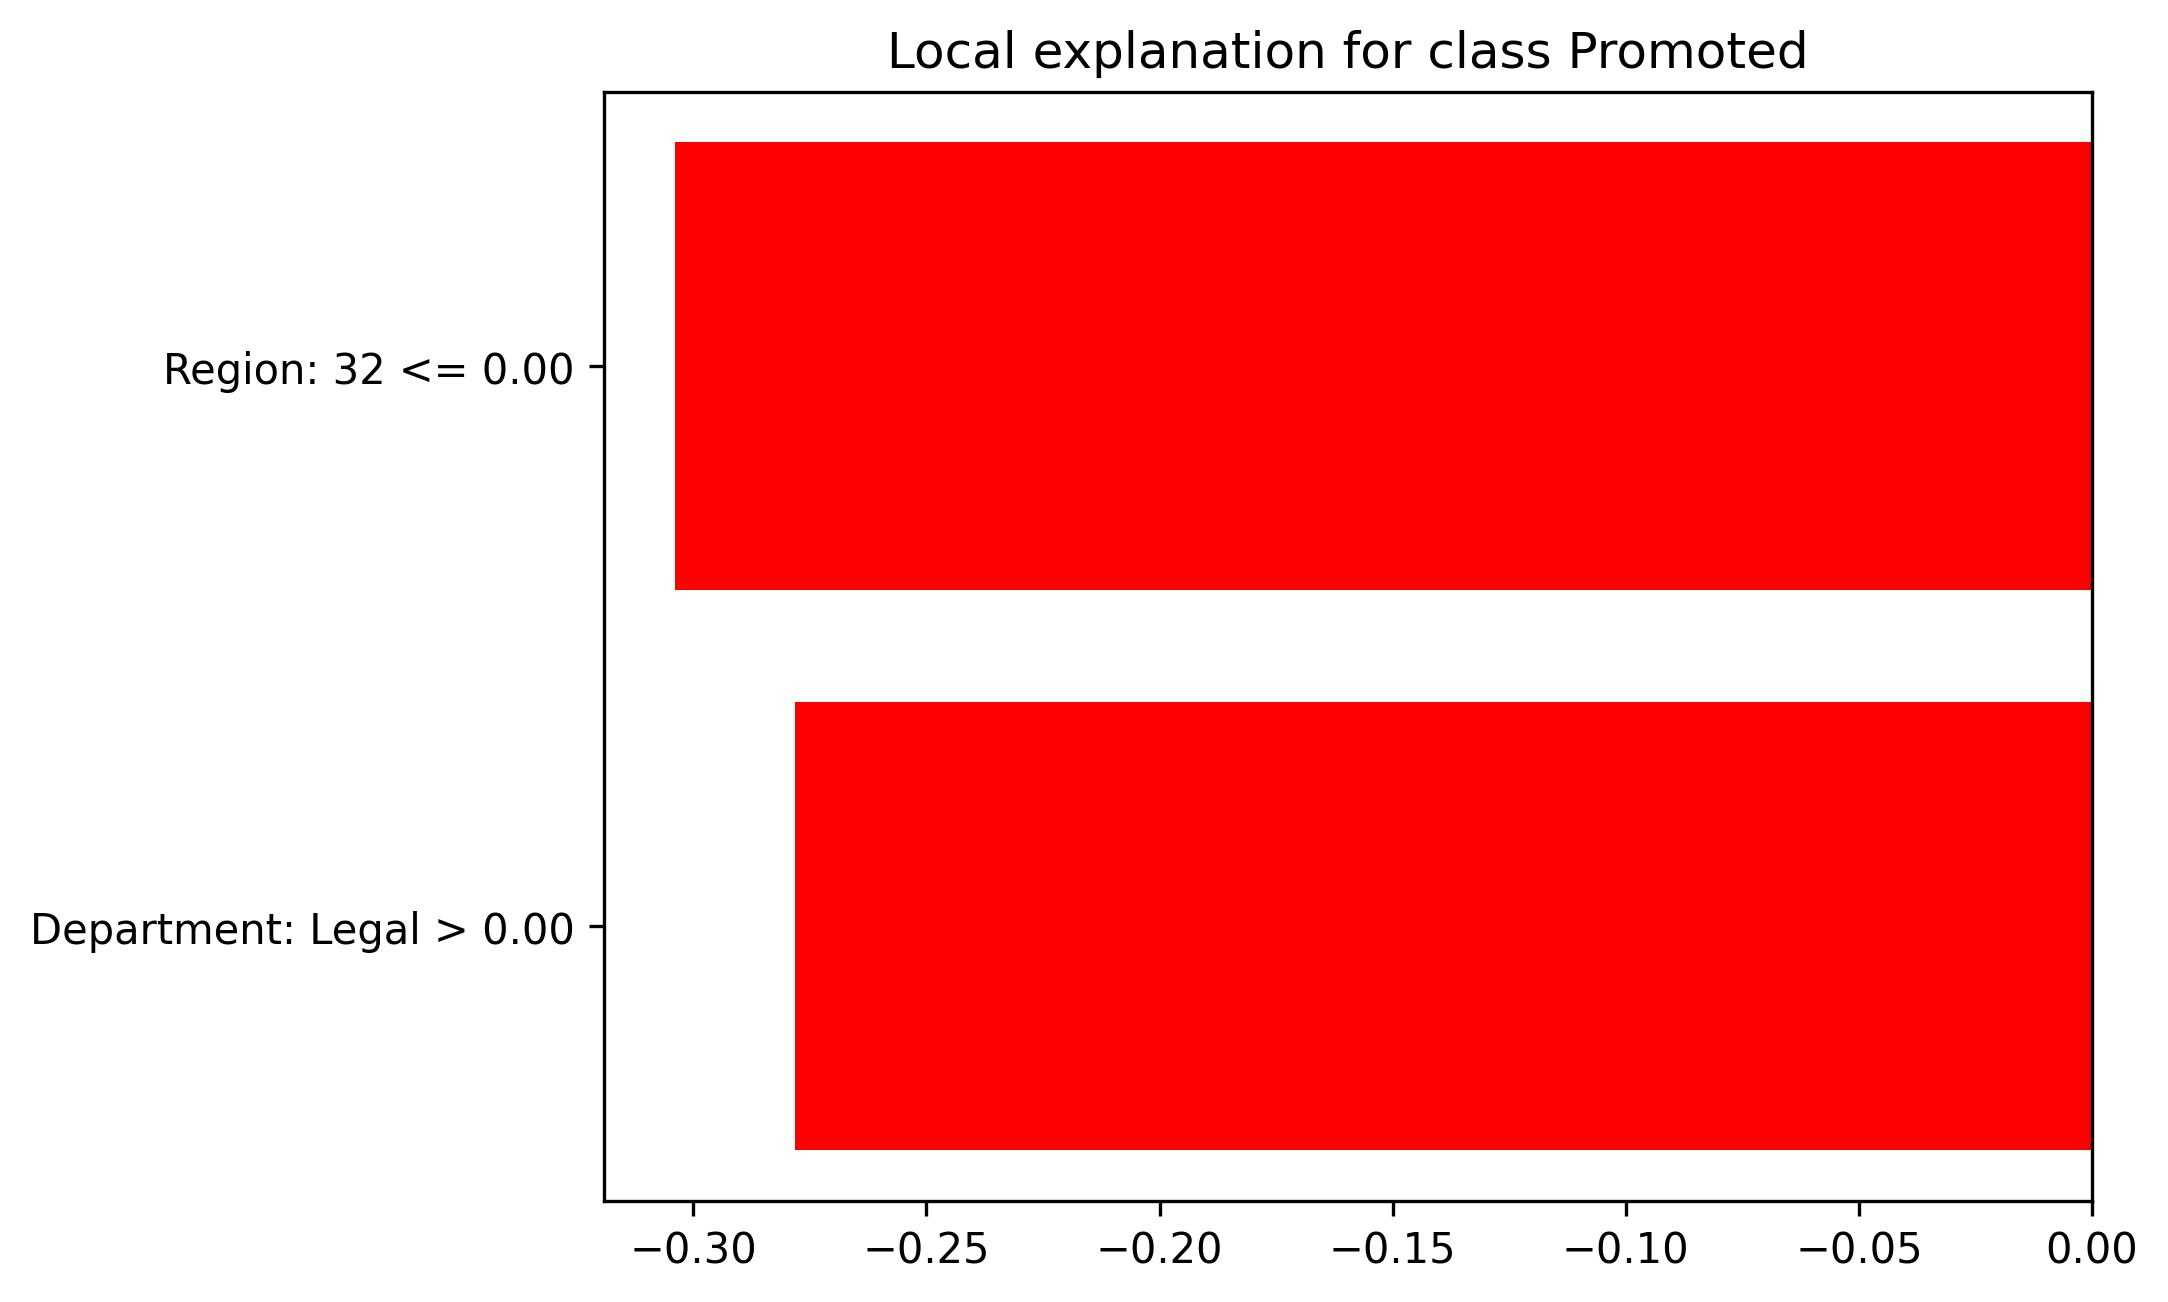 Local explanation for class Promoted
Region: 32 <= 0.00
Department: Legal > 0.00
−0.30 −0.25 −0.20 −0.15 −0.10 −0.05 0.00